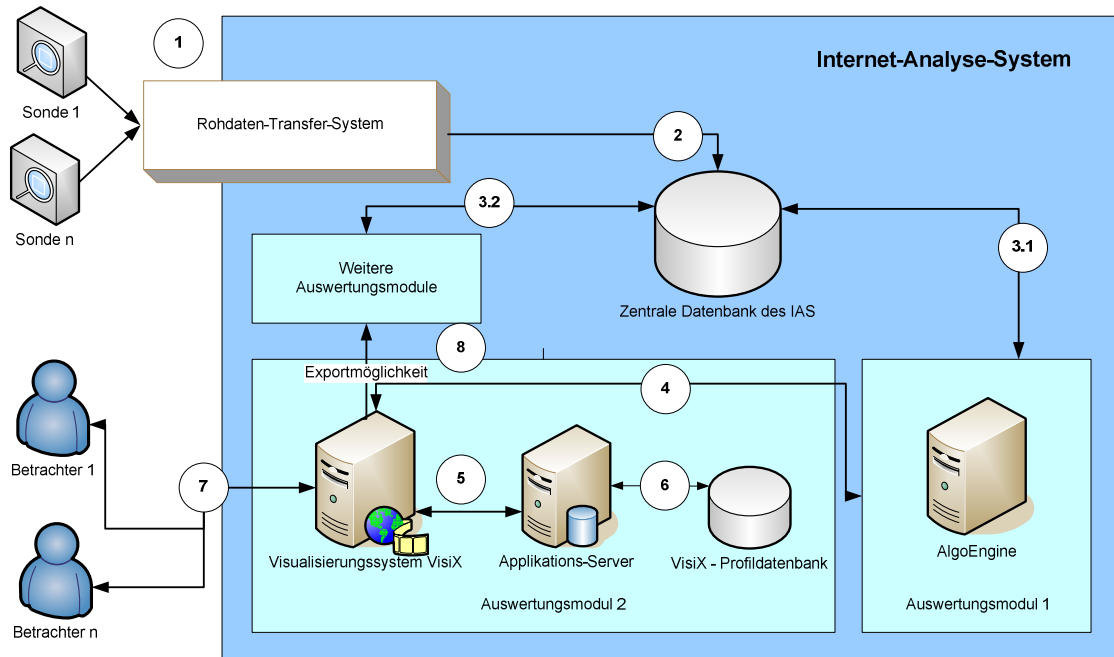 1
Internet-Analyse-System
Sonde 1
Rohdaten-Transfer-System
2
Sonde n
3.2
3.1
Weitere
Auswertungsmodule
Zentrale Datenbank des IAS
8
Exportmöglichkeit
4
Betrachter 1
7
5
6
Visualisierungssystem VisiX
Applikations-Server
VisiX - Profildatenbank
AlgoEngine
Betrachter n
Auswertungsmodul 2
Auswertungsmodul 1